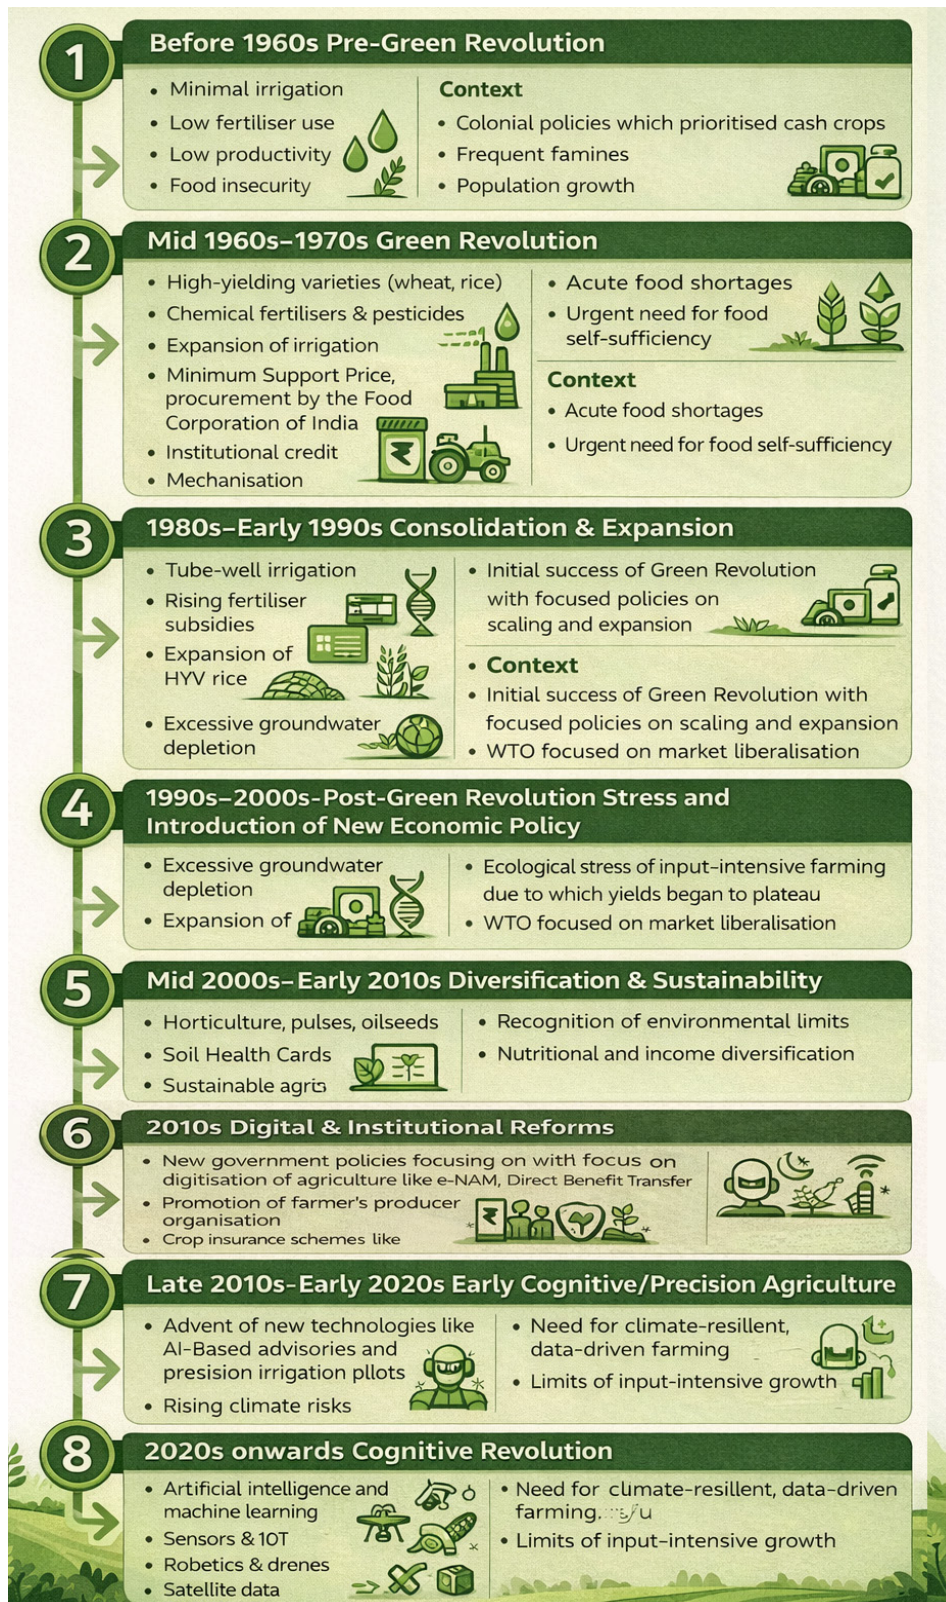 1
Before 1960s Pre-Green Revolution
• Minimal irrigation
• Low fertiliser use
• Low productivity
• Food insecurity
Context
• Colonial policies which prioritised cash crops
• Frequent famines
• Population growth
2
Mid 1960s–1970s Green Revolution
• High-yielding varieties (wheat, rice)
• Chemical fertilisers & pesticides
• Expansion of irrigation
• Minimum Support Price,
procurement by the Food
Corporation of India
• Institutional credit
• Mechanisation
₹
• Acute food shortages
• Urgent need for food
self-sufficiency
Context
• Acute food shortages
• Urgent need for food self-sufficiency
3
1980s–Early 1990s Consolidation & Expansion
• Tube-well irrigation
• Rising fertiliser
subsidies
• Expansion of
HYV rice
• Excessive groundwater
depletion
• Initial success of Green Revolution
with focused policies on
scaling and expansion
• Context
• Initial success of Green Revolution with
focused policies on scaling and expansion
• WTO focused on market liberalisation
4
1990s–2000s-Post-Green Revolution Stress and
Introduction of New Economic Policy
• Excessive groundwater
depletion
• Expansion of
• Ecological stress of input-intensive farming
due to which yields began to plateau
• WTO focused on market liberalisation
5
Mid 2000s–Early 2010s Diversification & Sustainability
• Horticulture, pulses, oilseeds
• Soil Health Cards
• Sustainable
• Recognition of environmental limits
• Nutritional and income diversification
6
2010s Digital & Institutional Reforms
• New government policies focusing on with focus on
digitisation of agriculture like e-NAM, Direct Benefit Transfer
• Promotion of farmer's producer
organisation
• Crop insurance schemes like
₹
7
Late 2010s-Early 2020s Early Cognitive/Precision Agriculture
• Advent of new technologies like
AI-Based advisories and
presision irrigation pllots
• Rising climate risks
• Need for climate-resillent,
data-driven farming
• Limits of input-intensive growth
8
2020s onwards Cognitive Revolution
• Artificial intelligence and
machine learning
• Sensors & 10T
• Robotics & drenes
• Satellite data
• Need for climate-resillent, data-driven
farming.
• Limits of input-intensive growth